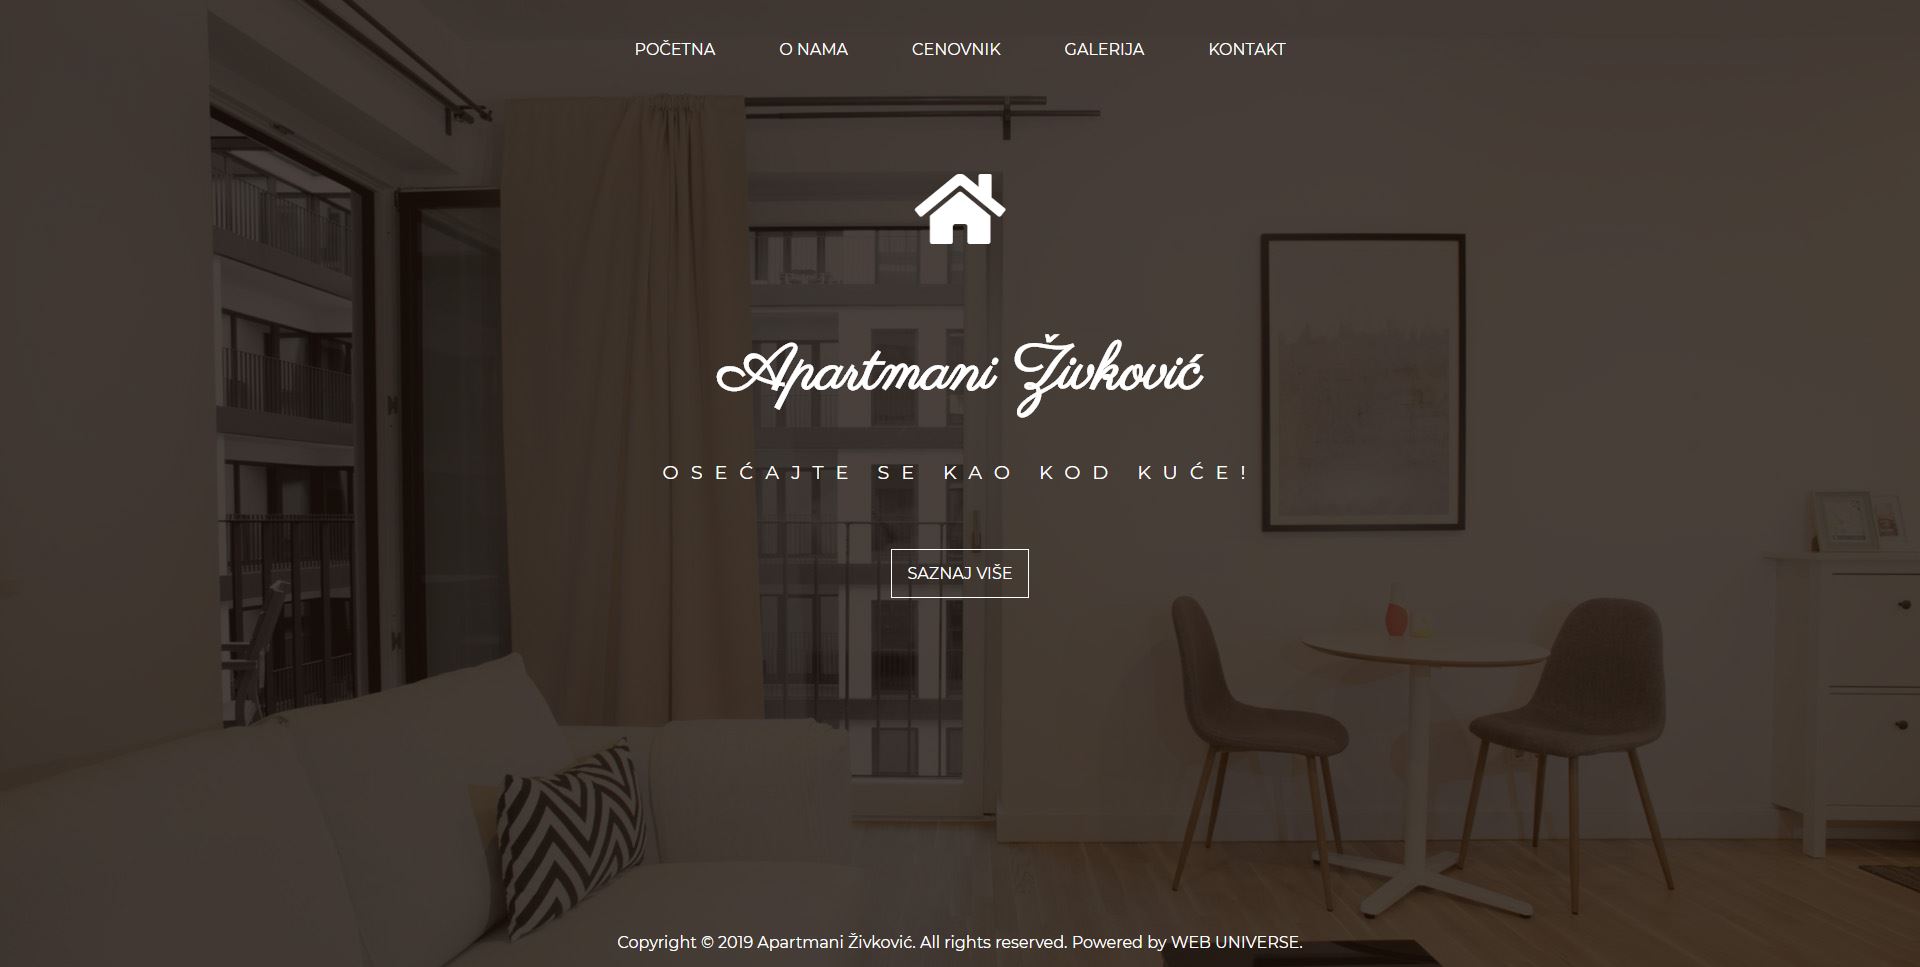 POČETNA O NAMA CENOVNIK GALERIJA KONTAKT
Apartmani Živković
OSEĆAJTE SE KAO KOD KUĆE!
SAZNAJ VIŠE
Copyright © 2019 Apartmani Živković. All rights reserved. Powered by WEB UNIVERSE.